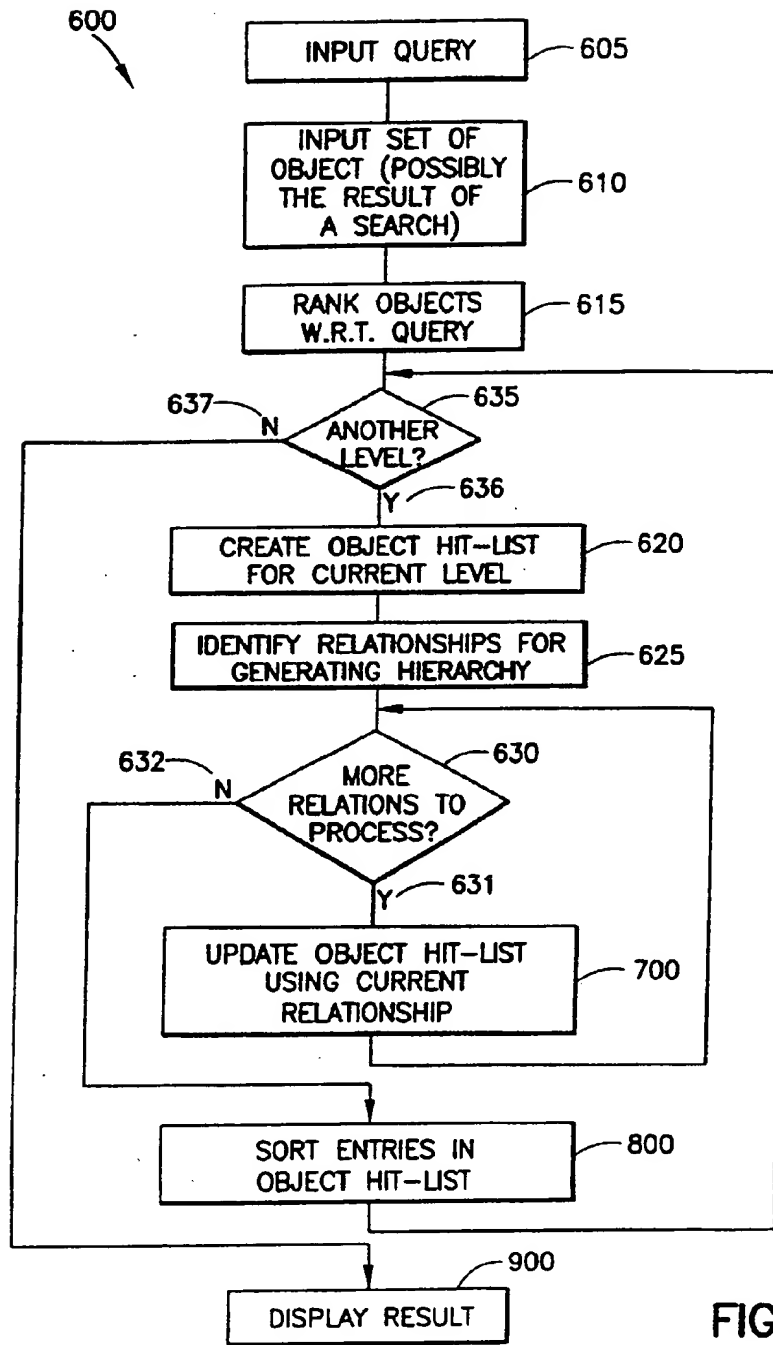 600
INPUT QUERY
605
INPUT SET OF
OBJECT (POSSIBLY
THE RESULT OF
A SEARCH)
610
RANK OBJECTS
W.R.T. QUERY
615
637
N
635
ANOTHER
LEVEL?
Y
636
CREATE OBJECT HIT-LIST
FOR CURRENT LEVEL
620
IDENTIFY RELATIONSHIPS FOR
GENERATING HIERARCHY
625
632
N
630
MORE
RELATIONS TO
PROCESS?
Y
631
UPDATE OBJECT HIT-LIST
USING CURRENT
RELATIONSHIP
700
SORT ENTRIES IN
OBJECT HIT-LIST
800
900
DISPLAY RESULT
FIG